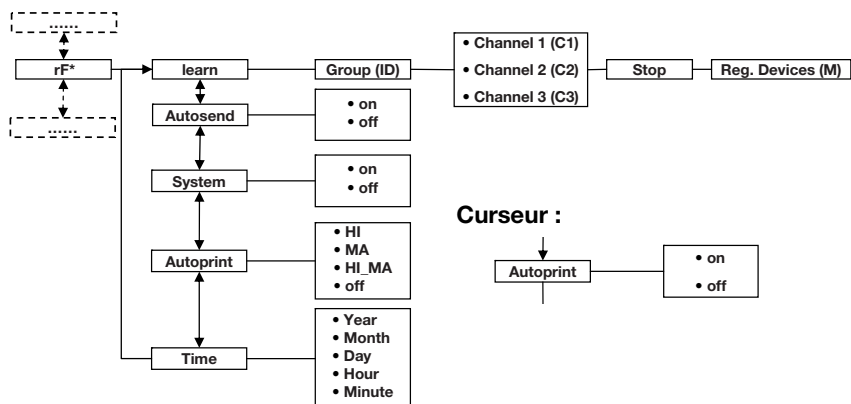 ......
rF*
......
learn
Group (ID)
• Channel 1 (C1)
• Channel 2 (C2)
• Channel 3 (C3)
Stop
Reg. Devices (M)
Autosend
• on
• off
System
• on
• off
Autoprint
• HI
• MA
• HI_MA
• off
Time
• Year
• Month
• Day
• Hour
• Minute
Curseur :
Autoprint
• on
• off